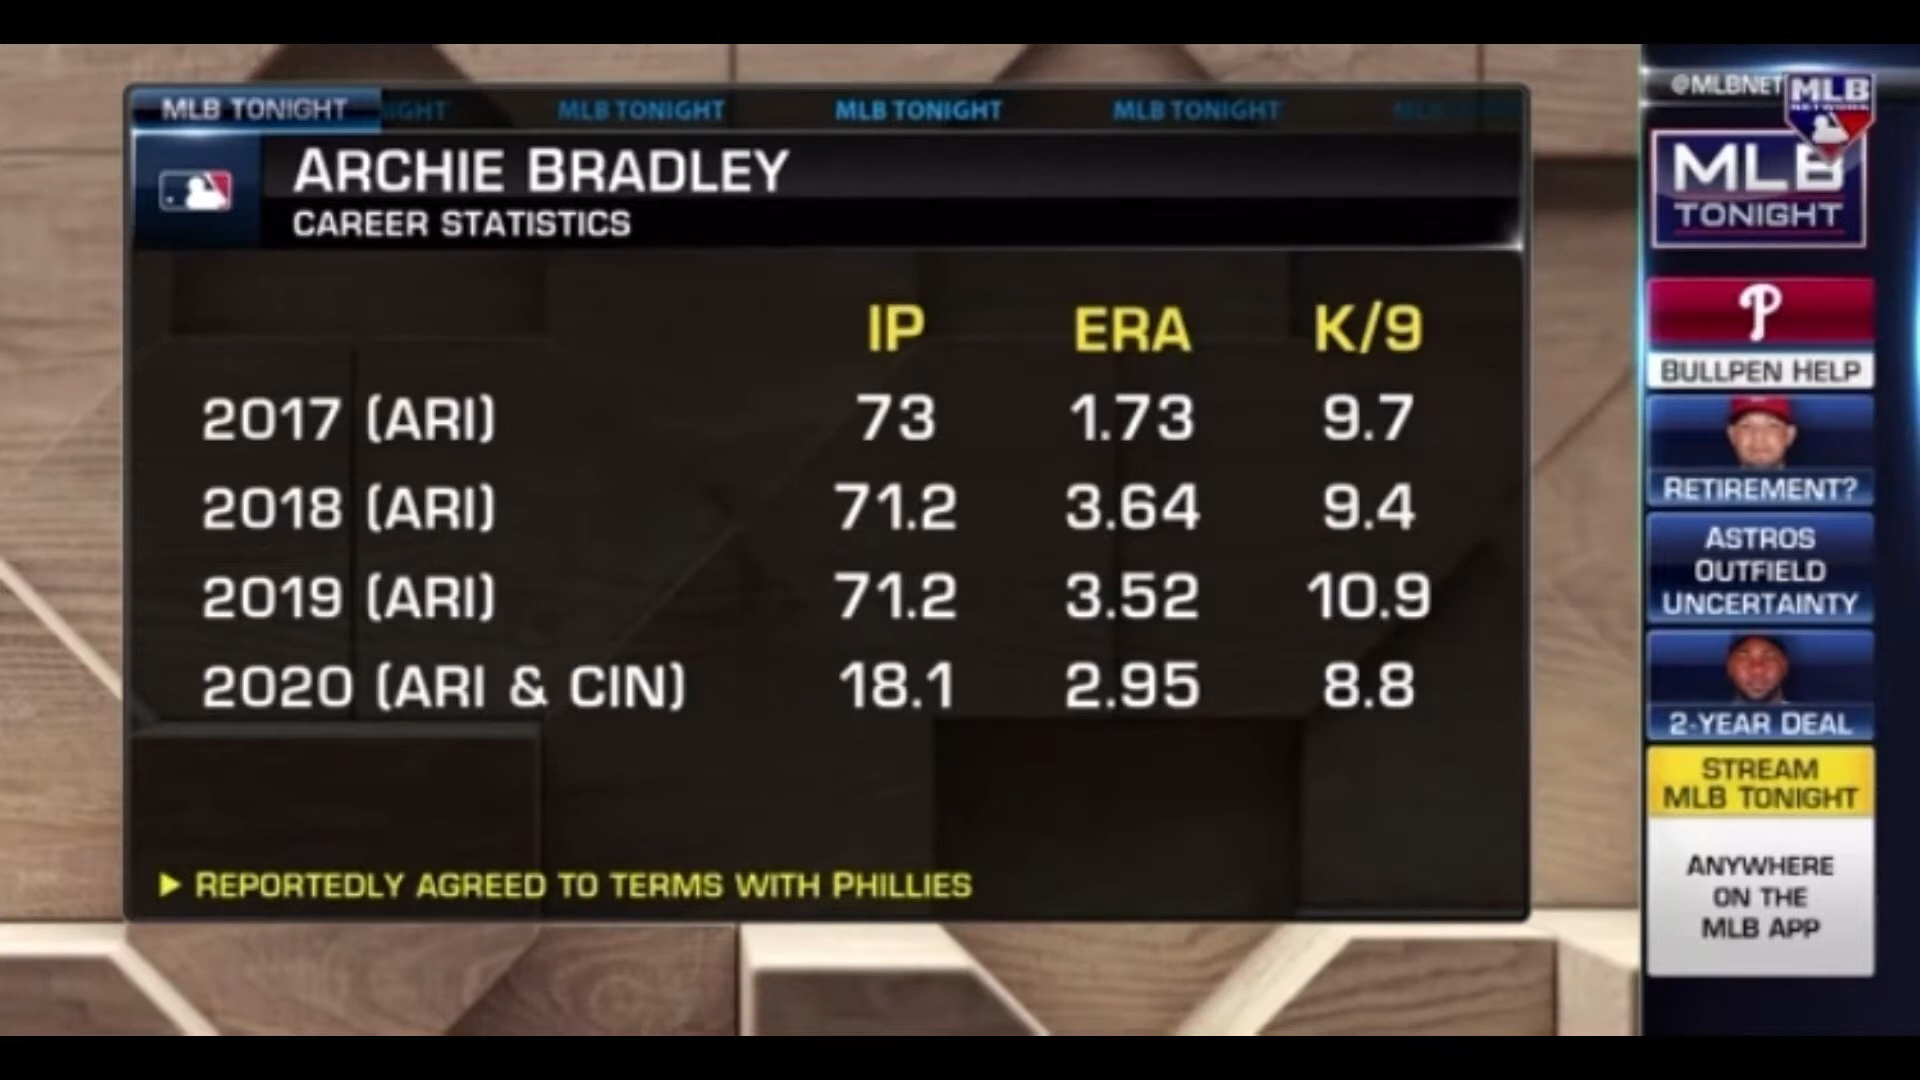 MLB TONIGHT
IGHT
MLB TONIGHT
MLB TONIGHT
MLB TONIGHT
ARCHIE BRADLEY
CAREER STATISTICS
IP ERA K/9
2017 (ARI) 73 1.73 9.7
2018 (ARI) 71.2 3.64 9.4
2019 (ARI) 71.2 3.52 10.9
2020 (ARI & CIN) 18.1 2.95 8.8
▶ REPORTEDLY AGREED TO TERMS WITH PHILLIES
@MLBNET
MLB
NETWORK
MLB
TONIGHT
P
BULLPEN HELP
RETIREMENT?
ASTROS
OUTFIELD
UNCERTAINTY
2-YEAR DEAL
STREAM
MLB TONIGHT
ANYWHERE
ON THE
MLB APP